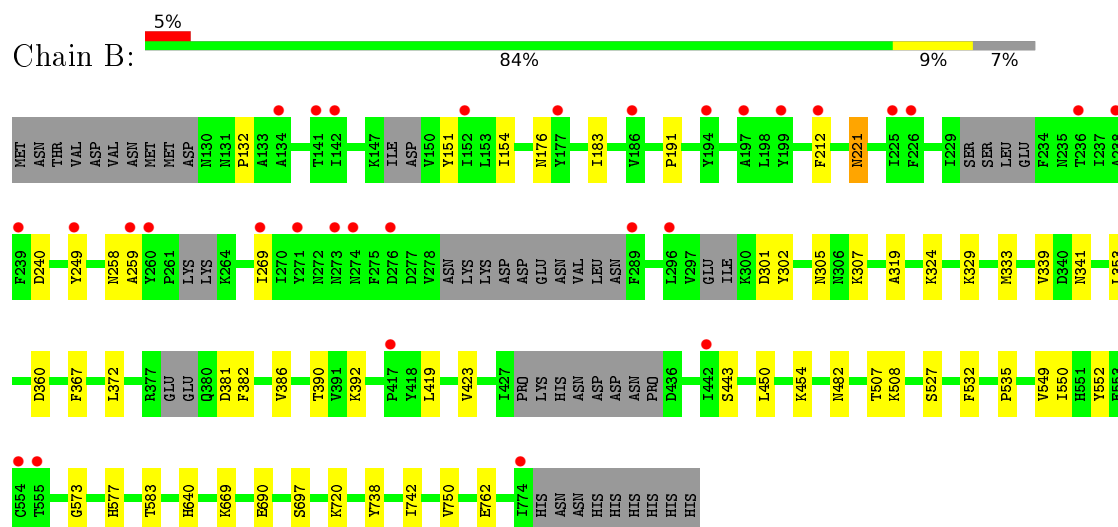 5%
Chain B:
84%
9%
7%
MET ASN THR VAL ASP VAL ASN MET MET ASP N130 N131 P132 A133 A134 T141 I142 K147 ILE ASP V150 Y151 I152 L153 I154 N176 Y177 I183 V186 P191 Y194 A197 L198 Y199 F212 N221 I225 F226 I229 SER SER LEU GLU F234 N235 T236 I237 A238
F239 D240 Y249 N258 A259 Y260 P261 LYS LYS K264 I269 I270 Y271 N272 N273 N274 F275 D276 D277 V278 ASN LYS LYS ASP ASP GLU ASN VAL LEU ASN F289 L296 V297 GLU ILE K300 D301 Y302 N305 N306 K307 A319 K324 K329 M333 V339 D340 N341 L353
D360 F367 L372 R377 GLU GLU Q380 D381 F382 V386 T390 V391 K392 P417 Y418 L419 V423 I427 PRO LYS HIS ASN ASP ASP ASN PRO D436 I442 S443 L450 K454 N482 T507 K508 S527 F532 P535 V549 I550 H551 Y552 E553
C554 T555 G573 H577 T583 H640 K669 E690 S697 K720 Y738 I742 V750 E762 I774 HIS ASN ASN HIS HIS HIS HIS HIS HIS